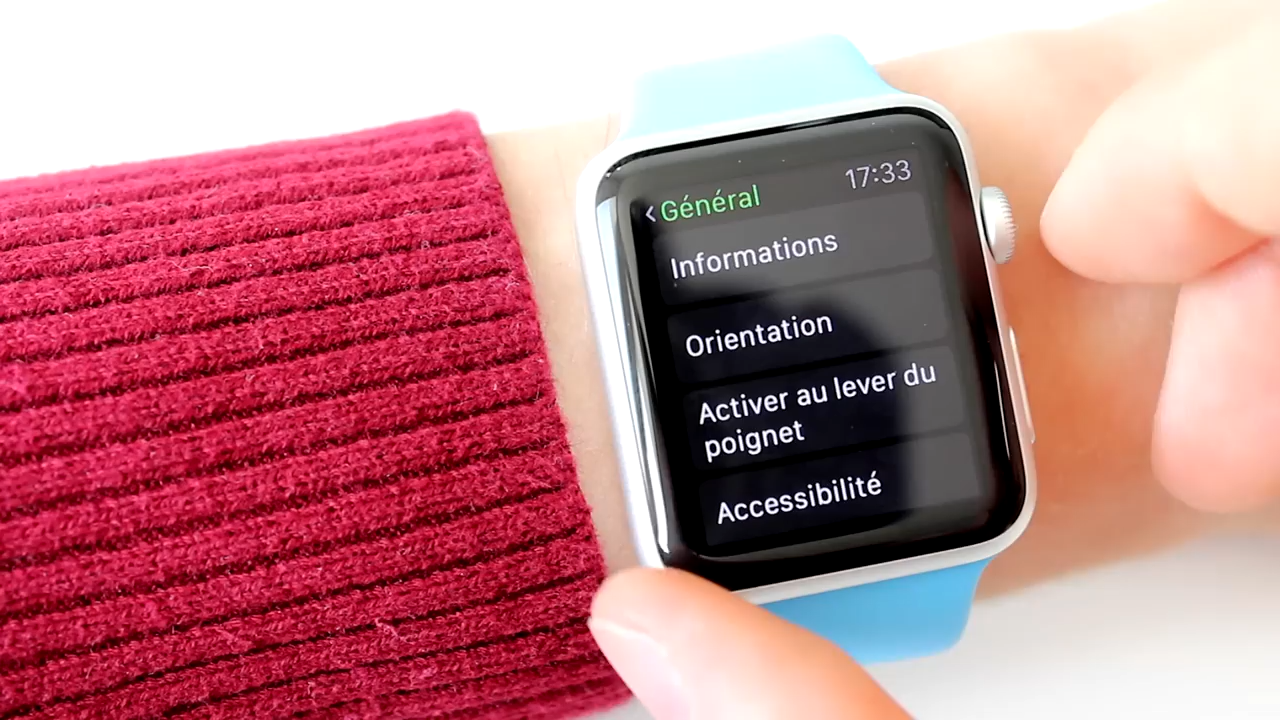 17:33
< Général
Informations
Orientation
Activer au lever du
poignet
Accessibilité